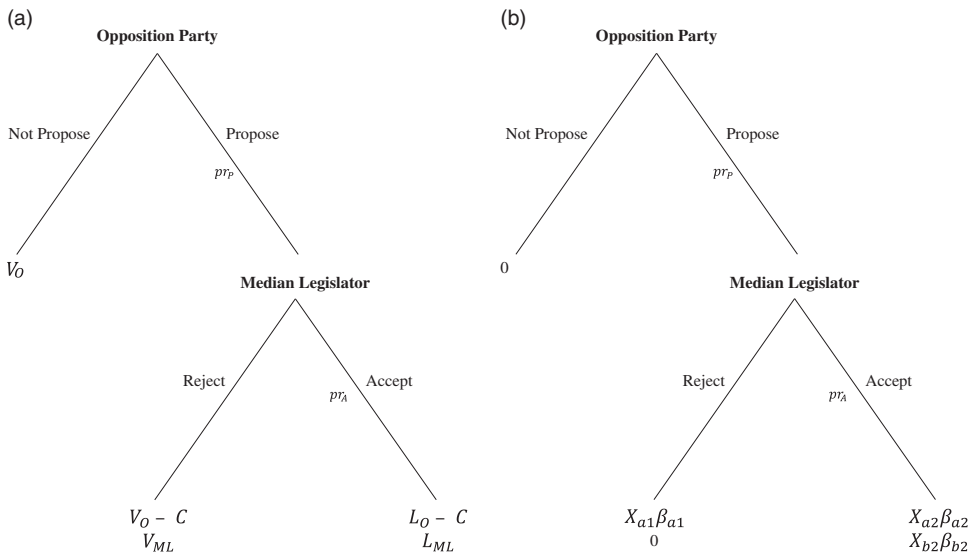 (a)
Opposition Party
Not Propose
Propose
pr_P
V_O
Median Legislator
Reject
Accept
pr_A
V_O – C
V_ML
L_O – C
L_ML
(b)
Opposition Party
Not Propose
Propose
pr_P
0
Median Legislator
Reject
Accept
pr_A
X_a1β_a1
0
X_a2β_a2
X_b2β_b2